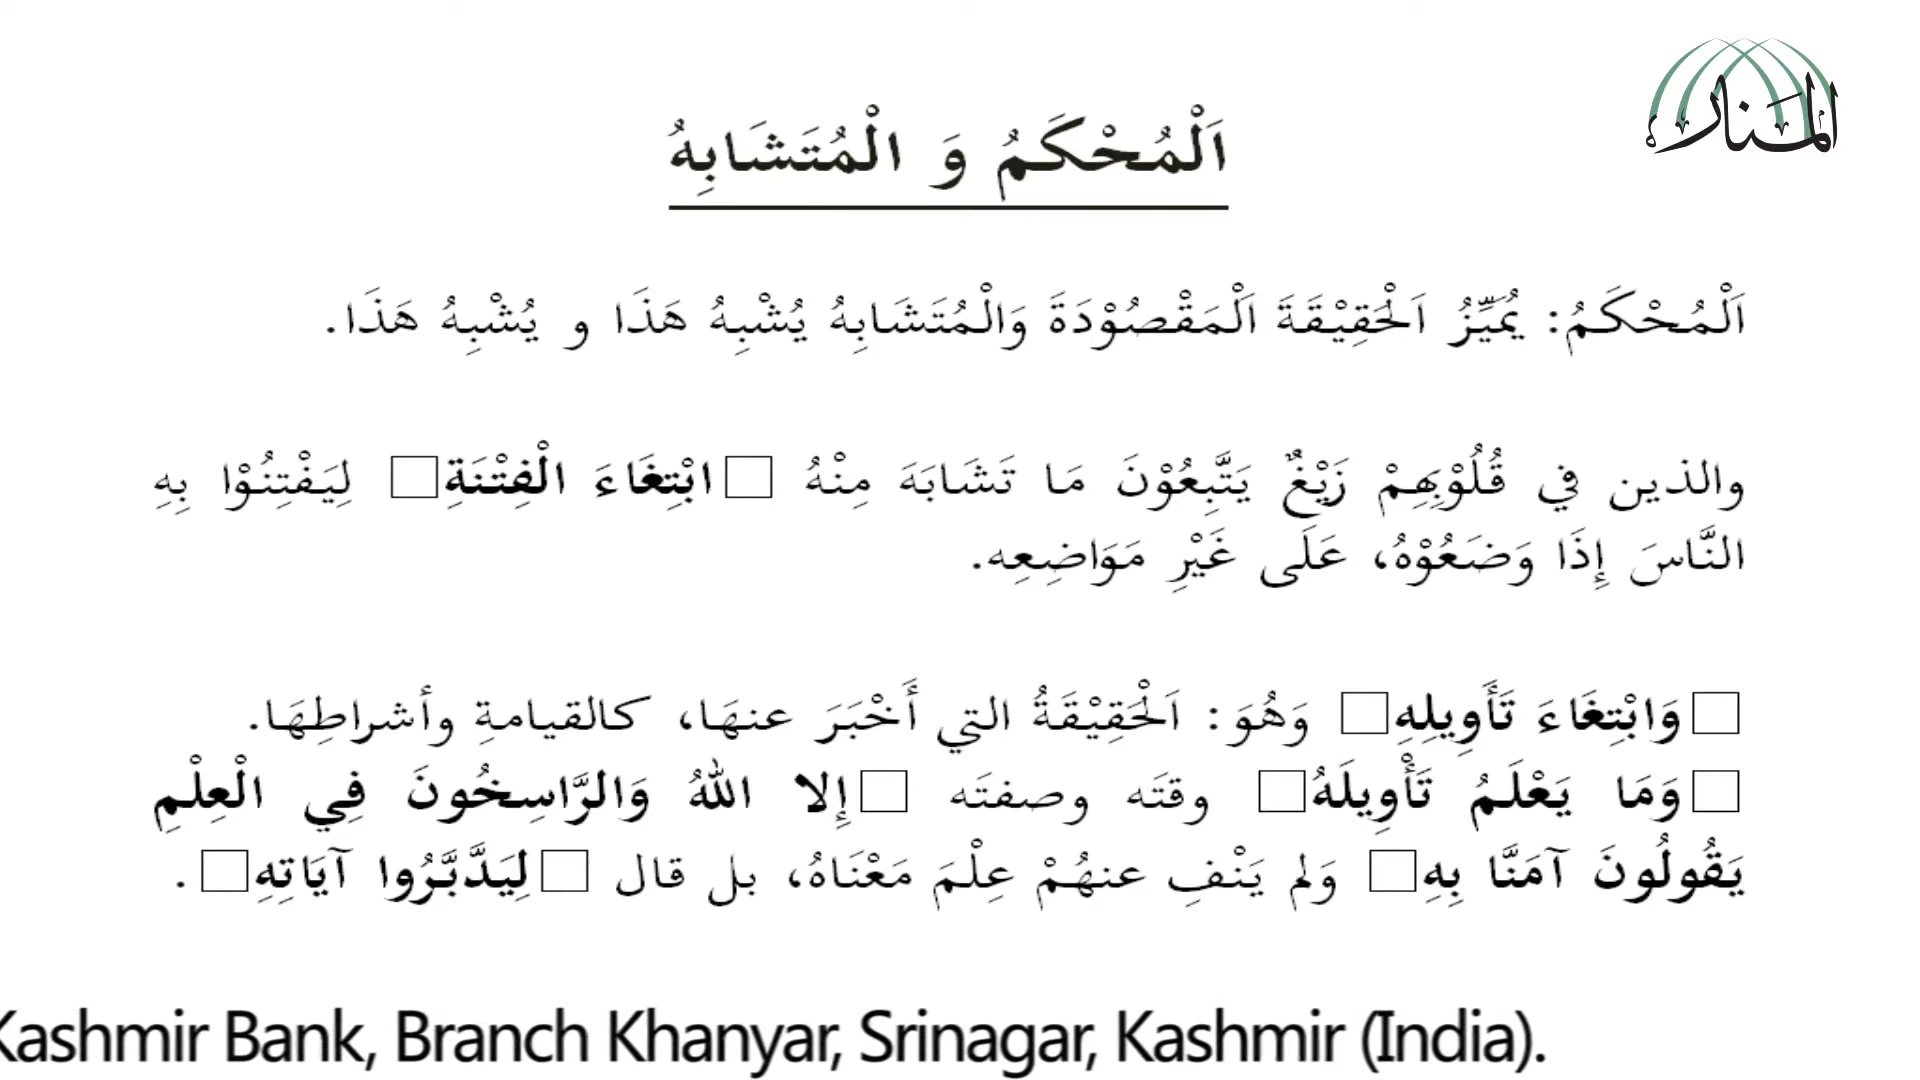 المنار
اَلْمُحْكَمُ وَ الْمُتَشَابِهُ
اَلْمُحْكَمُ: يُمَيِّزُ اَلْحَقِيْقَةَ اَلْمَقْصُوْدَةَ وَالْمُتَشَابِهُ يُشْبِهُ هَذَا و يُشْبِهُ هَذَا.
والذين في قُلُوْبِهِمْ زَيْغٌ يَتَّبِعُوْنَ مَا تَشَابَهَ مِنْهُ □ابْتِغَاءَ الْفِتْنَةِ□ لِيَفْتِنُوْا بِهِ
النَّاسَ إِذَا وَضَعُوْهُ، عَلَى غَيْرِ مَوَاضِعِه.
□وَابْتِغَاءَ تَأَوِيلِهِ□ وَهُوَ: اَلْحَقِيْقَةُ التي أَخْبَرَ عنهَا، كالقيامةِ وأشراطِهَا.
□وَمَا يَعْلَمُ تَأْوِيلَهُ□ وقتَه وصفتَه □إِلا اللهُ وَالرَّاسِخُونَ فِي الْعِلْمِ
يَقُولُونَ آمَنَّا بِهِ□ وَلم يَنْفِ عنهُمْ عِلْمَ مَعْنَاهُ، بل قال □لِيَدَّبَّرُوا آيَاتِهِ□.
Kashmir Bank, Branch Khanyar, Srinagar, Kashmir (India).